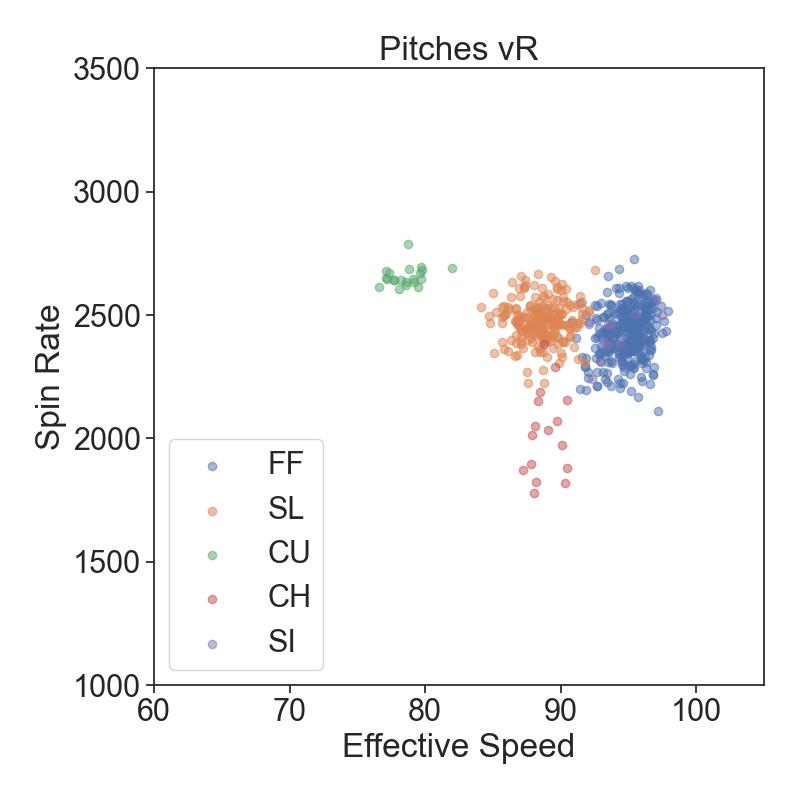 Pitches vR
3500
3000
2500
2000
1500
1000
Spin Rate
FF
SL
CU
CH
SI
60 70 80 90 100
Effective Speed